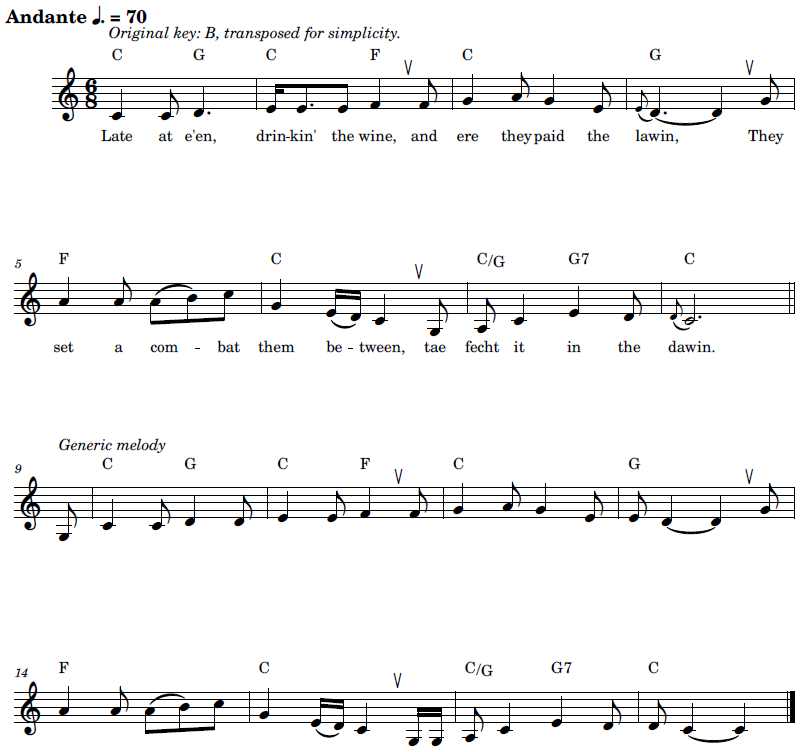 Andante ♩. = 70
Original key: B, transposed for simplicity.
C G C F C G
6
8
Late at e'en, drin-kin' the wine, and ere they paid the lawin, They
5
F C C/G G7 C
set a com - bat them be - tween, tae fecht it in the dawin.
Generic melody
9
C G C F C G
14
F C C/G G7 C